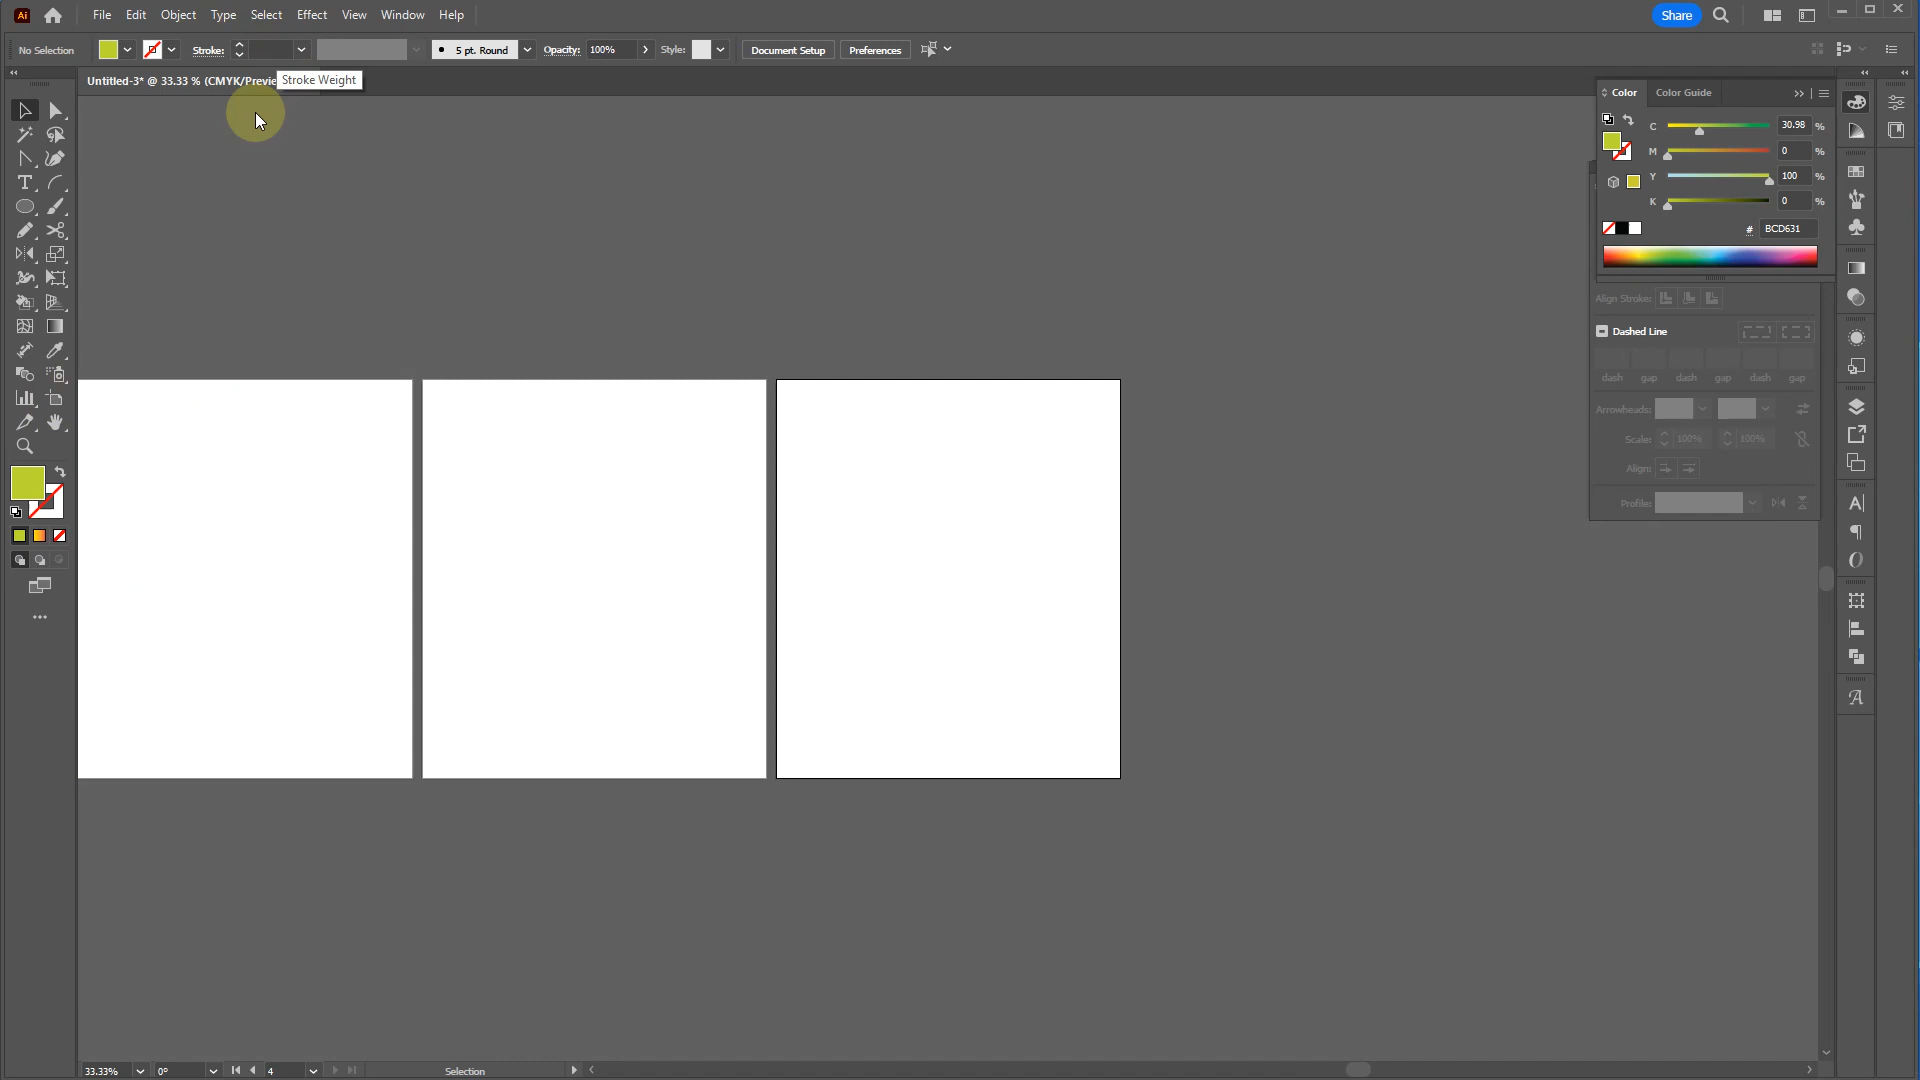 Ai File Edit Object Type Select Effect View Window Help Share
No Selection Stroke: 5 pt. Round Opacity: 100% Style: Document Setup Preferences
Untitled-3* @ 33.33 % (CMYK/Previe
Stroke Weight
Color Color Guide
C 30.98 %
M 0 %
Y 100 %
K 0 %
# BCD631
Align Stroke:
Dashed Line
dash gap dash gap dash gap
Arrowheads:
Scale: 100% 100%
Align:
Profile:
33.33% 0° 4 Selection